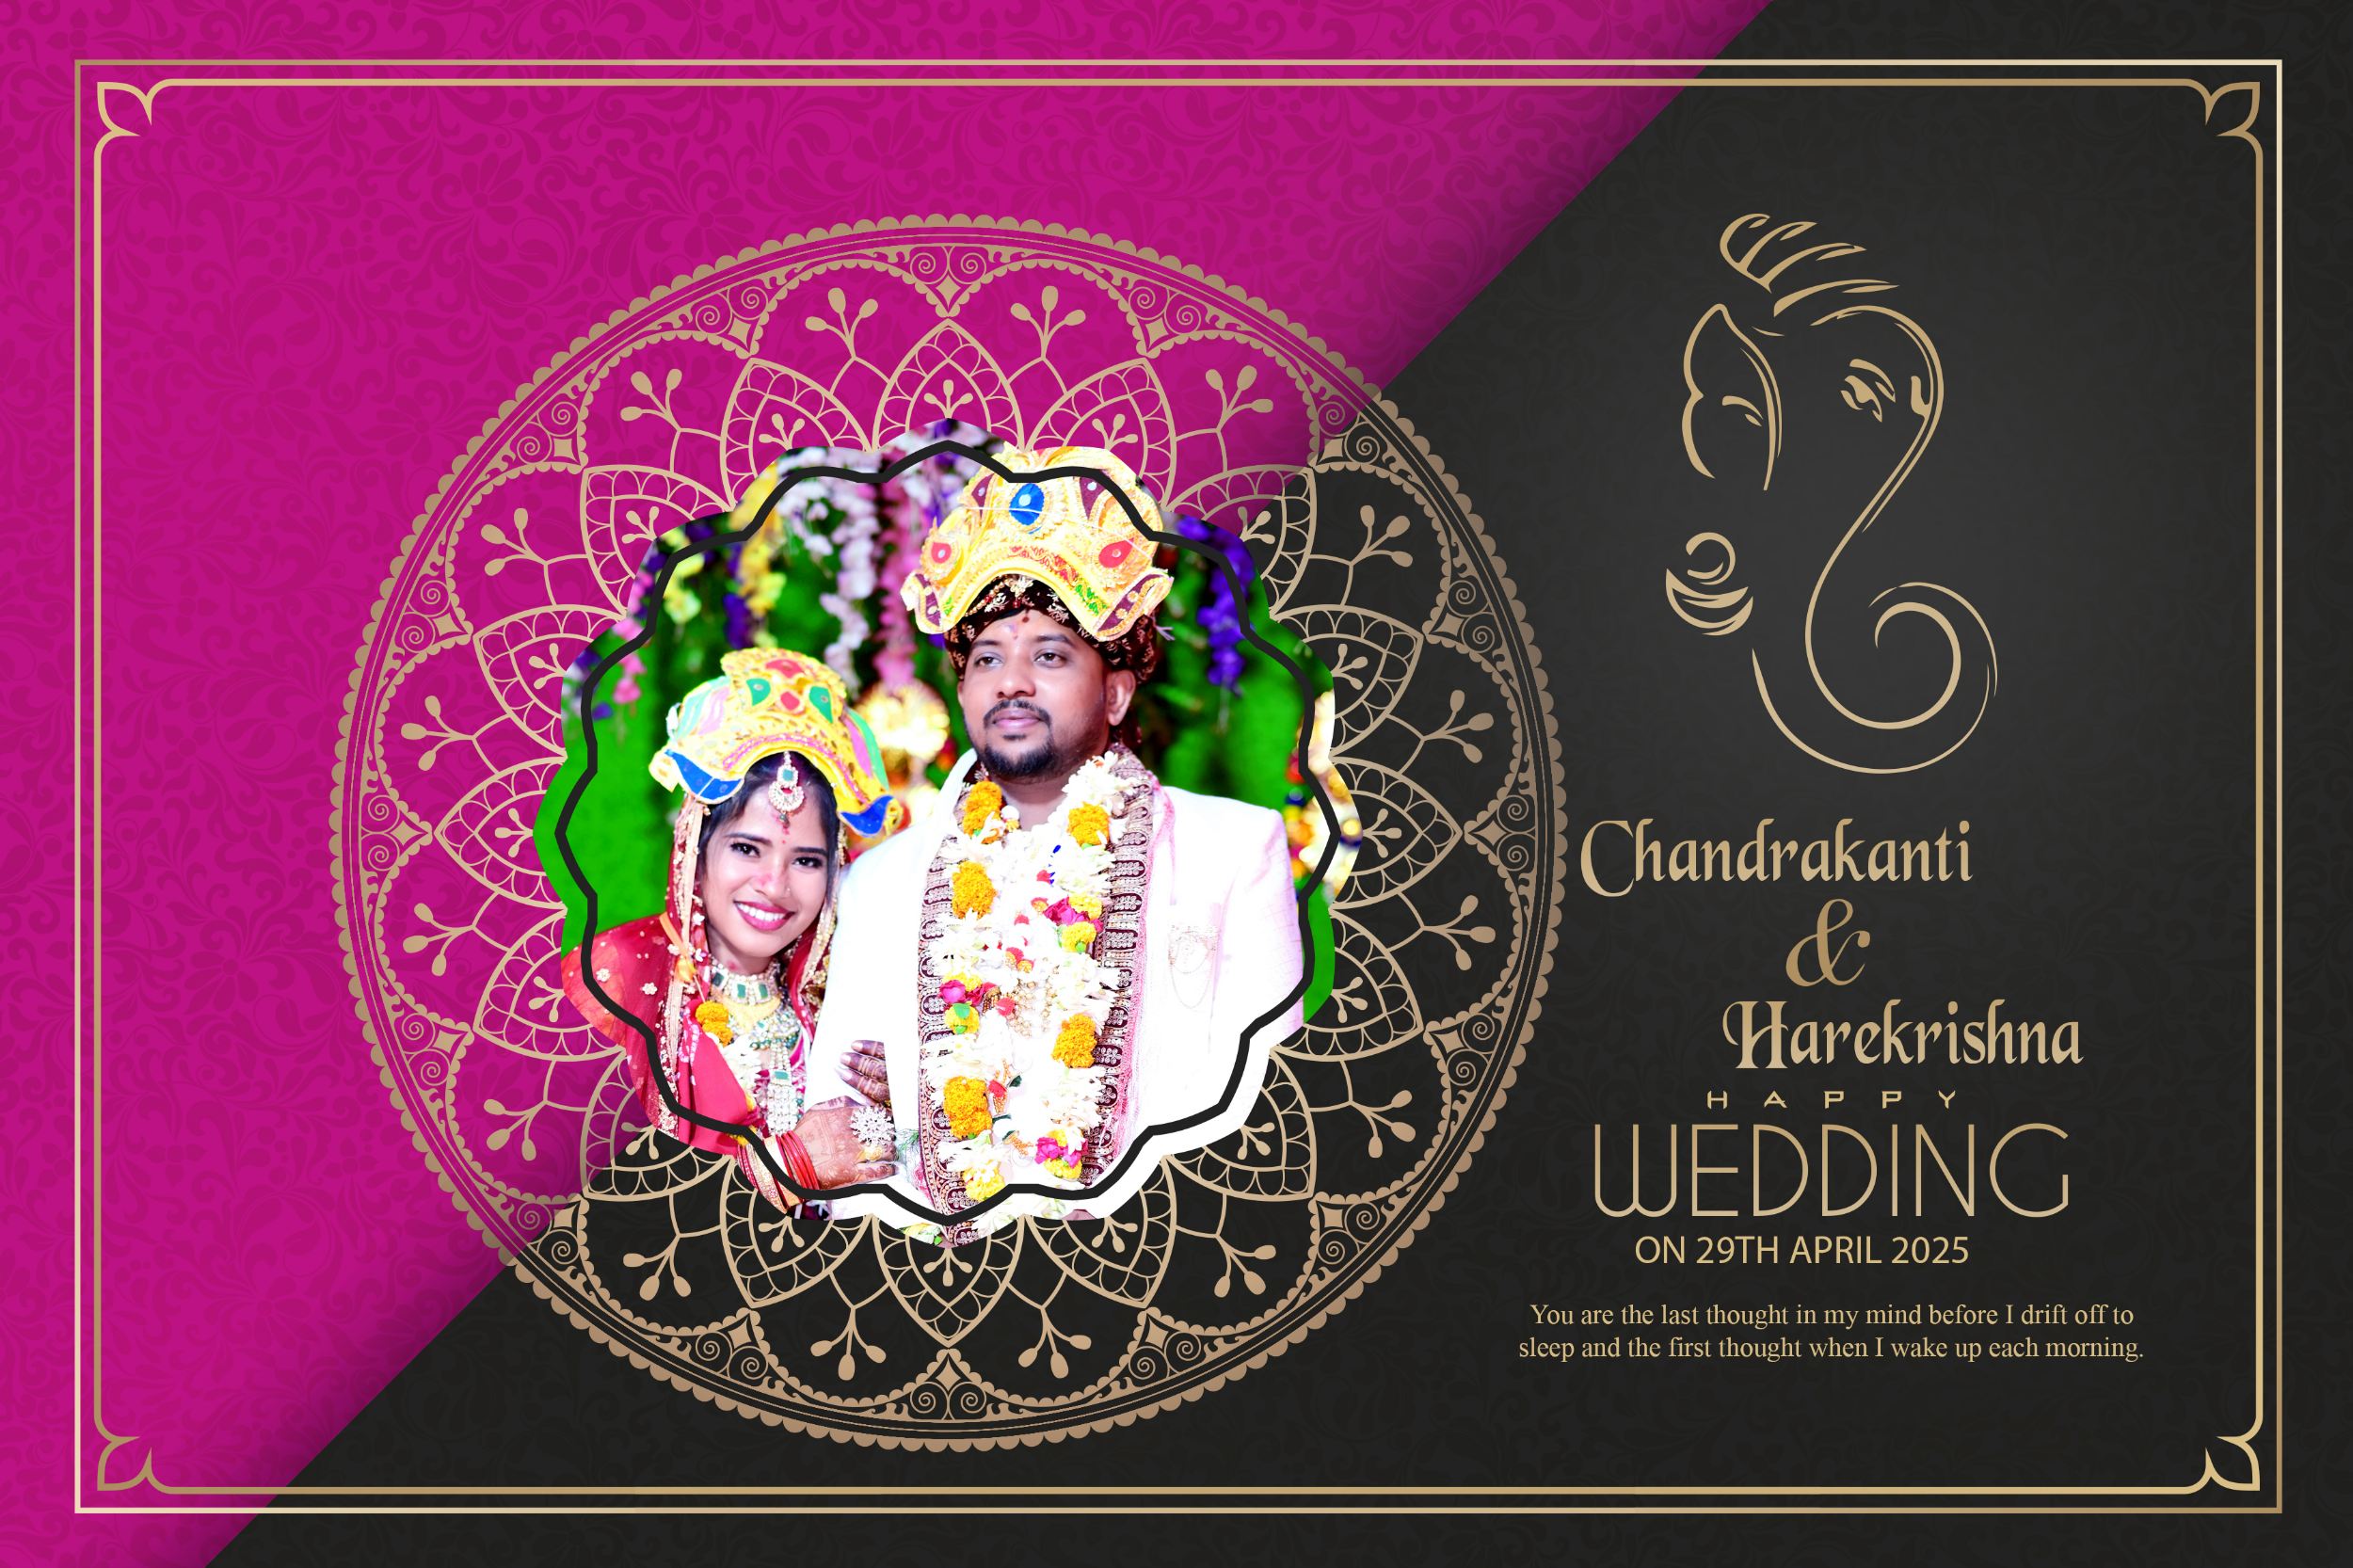 Chandrakanti
&
Harekrishna
HAPPY
WEDDING
ON 29TH APRIL 2025
You are the last thought in my mind before I drift off to
sleep and the first thought when I wake up each morning.